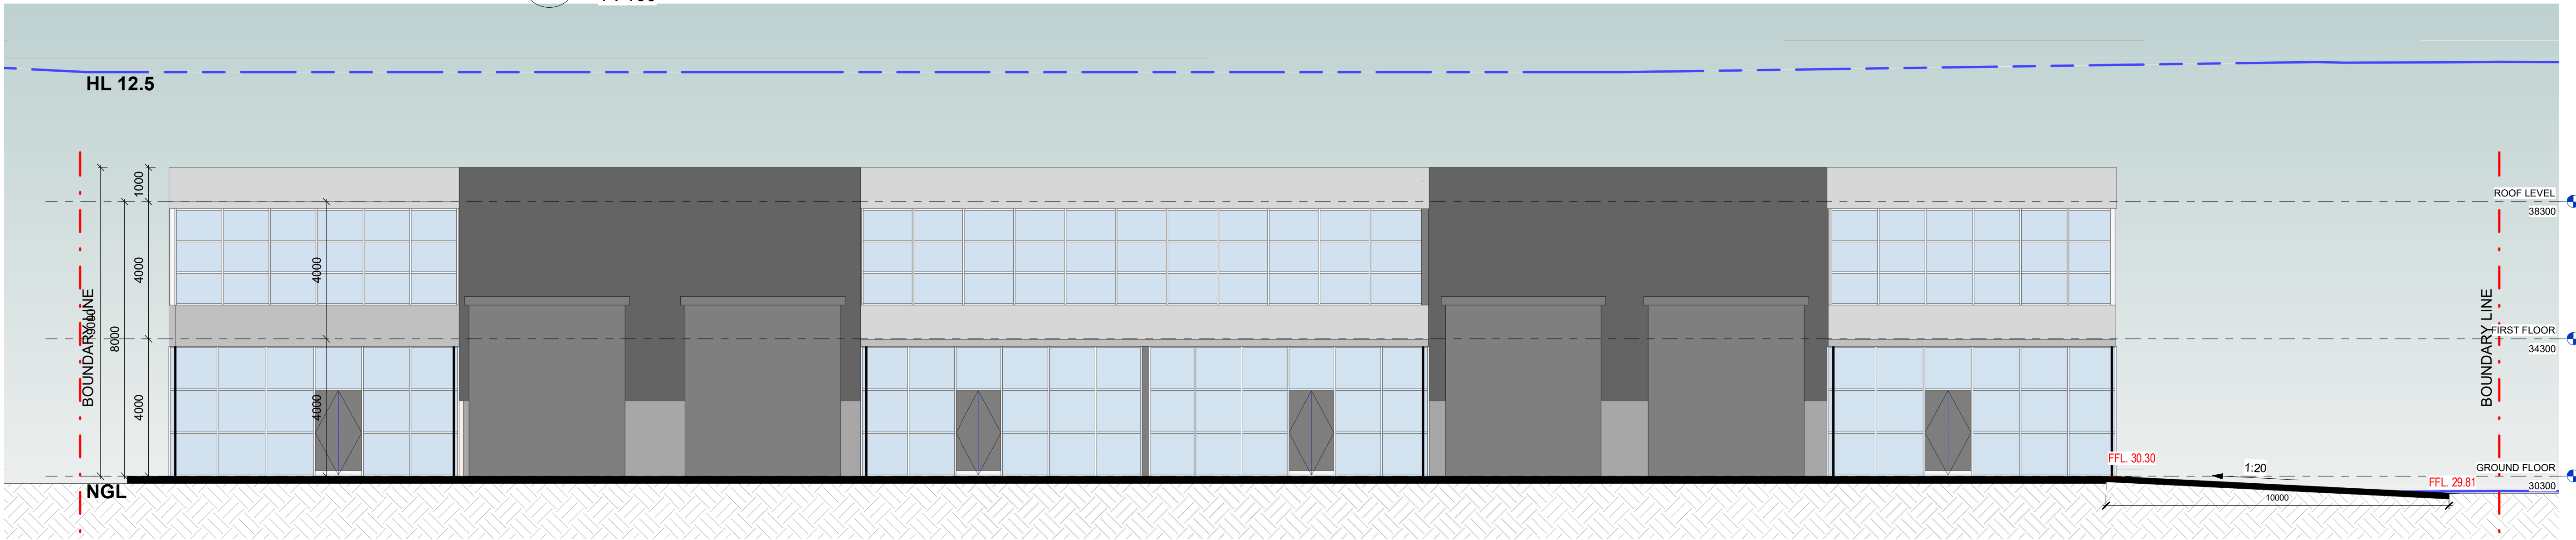 HL 12.5
1000
ROOF LEVEL
38300
4000
4000
BOUNDARY LINE
9000
8000
BOUNDARY LINE
FIRST FLOOR
34300
4000
4000
FFL. 30.30
1:20
GROUND FLOOR
FFL. 29.81
30300
NGL
10000